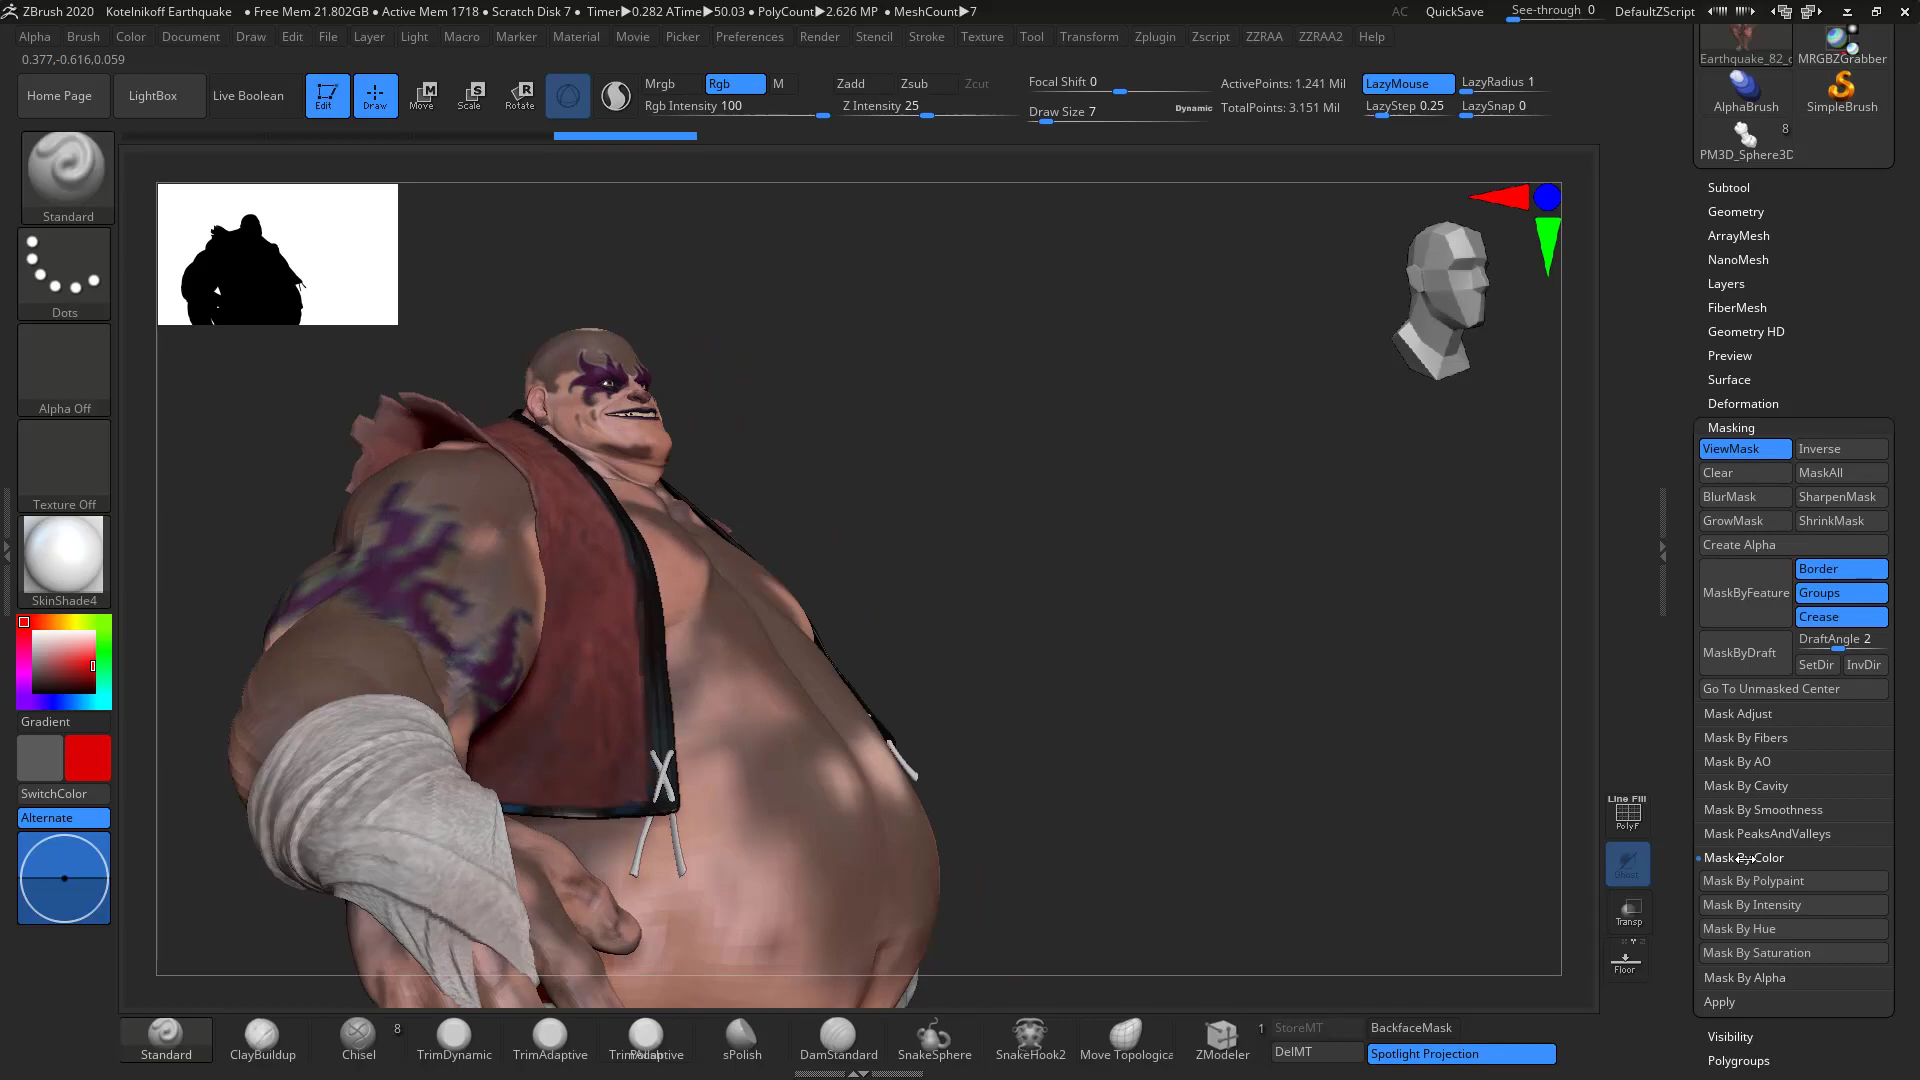 ZBrush 2020 Kotelnikoff Earthquake • Free Mem 21.802GB • Active Mem 1718 • Scratch Disk 7 • Timer▶0.282 ATime▶50.03 • PolyCount▶2.626 MP • MeshCount▶7 AC QuickSave See-through 0 DefaultZScript
Alpha Brush Color Document Draw Edit File Layer Light Macro Marker Material Movie Picker Preferences Render Stencil Stroke Texture Tool Transform Zplugin Zscript ZZRAA ZZRAA2 Help
0.377,-0.616,0.059
Home Page LightBox Live Boolean Edit Draw Move Scale Rotate
Mrgb Rgb M Zadd Zsub Zcut Focal Shift 0 ActivePoints: 1.241 Mil LazyMouse LazyRadius 1
Rgb Intensity 100 Z Intensity 25 Draw Size 7 Dynamic TotalPoints: 3.151 Mil LazyStep 0.25 LazySnap 0
Standard
Dots
Alpha Off
Texture Off
SkinShade4
Gradient
SwitchColor
Alternate
MRGBZGrabber
AlphaBrush SimpleBrush
8
PM3D_Sphere3D
Subtool
Geometry
ArrayMesh
NanoMesh
Layers
FiberMesh
Geometry HD
Preview
Surface
Deformation
Masking
ViewMask Inverse
Clear MaskAll
BlurMask SharpenMask
GrowMask ShrinkMask
Create Alpha
MaskByFeature Border
Groups
Crease
MaskByDraft DraftAngle 2
SetDir InvDir
Go To Unmasked Center
Mask Adjust
Mask By Fibers
Mask By AO
Mask By Cavity
Mask By Smoothness
Mask PeaksAndValleys
Mask By Color
Mask By Polypaint
Mask By Intensity
Mask By Hue
Mask By Saturation
Mask By Alpha
Apply
Visibility
Polygroups
Line Fill
PolyF
Ghost
Transp
Floor
Standard ClayBuildup Chisel 8 TrimDynamic TrimAdaptive sPolish DamStandard SnakeSphere SnakeHook2 Move Topologica ZModeler 1
StoreMT BackfaceMask
DelMT Spotlight Projection